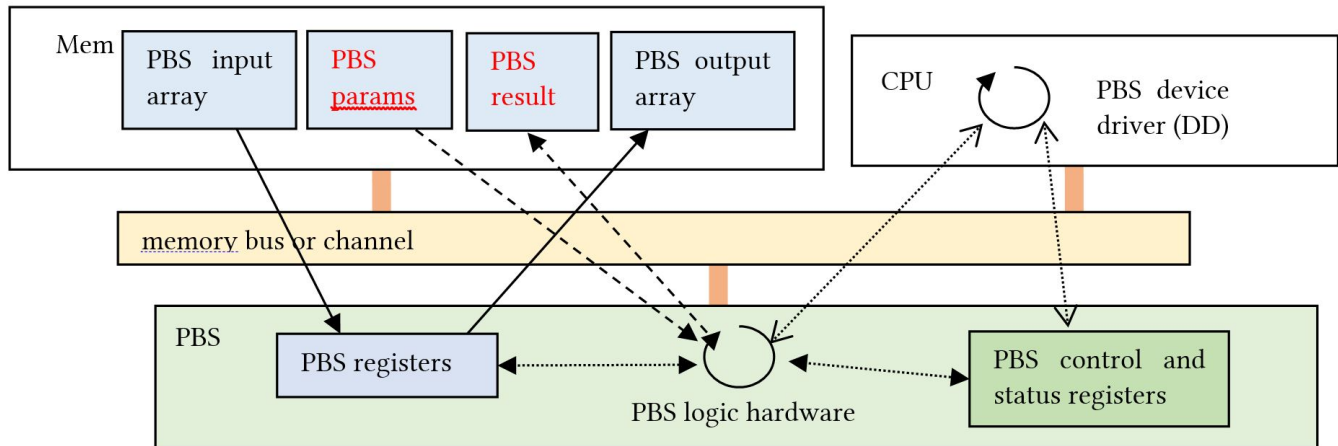 Mem
PBS input
array
PBS
params
PBS
result
PBS output
array
CPU
PBS device
driver (DD)
memory bus or channel
PBS
PBS registers
PBS logic hardware
PBS control and
status registers